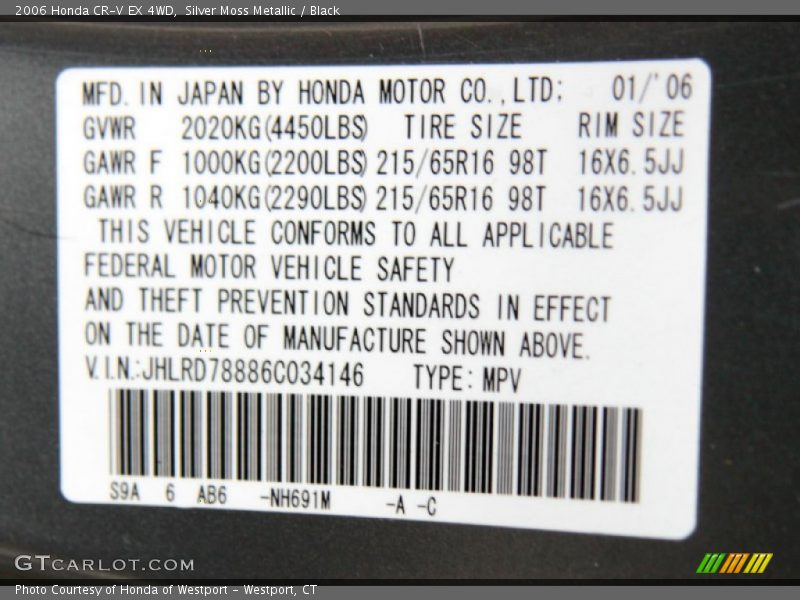 2006 Honda CR-V EX 4WD, Silver Moss Metallic / Black
MFD. IN JAPAN BY HONDA MOTOR CO.,LTD: 01/'06
GVWR 2020KG(4450LBS) TIRE SIZE RIM SIZE
GAWR F 1000KG(2200LBS) 215/65R16 98T 16X6.5JJ
GAWR R 1040KG(2290LBS) 215/65R16 98T 16X6.5JJ
THIS VEHICLE CONFORMS TO ALL APPLICABLE
FEDERAL MOTOR VEHICLE SAFETY
AND THEFT PREVENTION STANDARDS IN EFFECT
ON THE DATE OF MANUFACTURE SHOWN ABOVE.
V.I.N.:JHLRD78886C034146 TYPE: MPV
S9A 6 AB6 -NH691M -A -C
GTCARLOT.COM
Photo Courtesy of Honda of Westport - Westport, CT